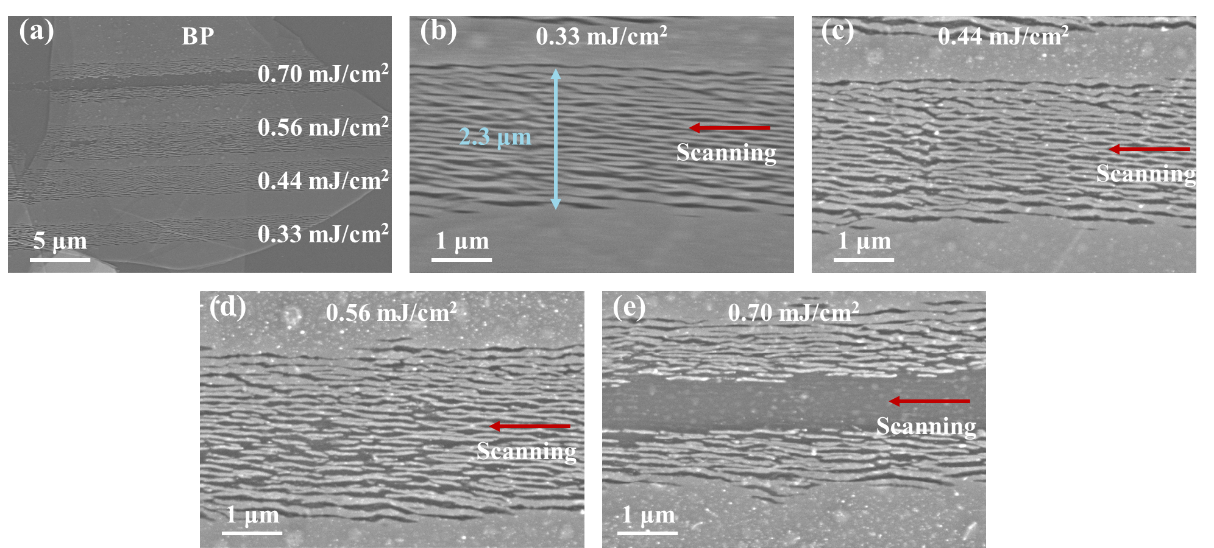 (a)
BP
0.70 mJ/cm²
0.56 mJ/cm²
0.44 mJ/cm²
0.33 mJ/cm²
5 μm
(b)
0.33 mJ/cm²
2.3 μm
Scanning
1 μm
(c)
0.44 mJ/cm²
Scanning
1 μm
(d)
0.56 mJ/cm²
Scanning
1 μm
(e)
0.70 mJ/cm²
Scanning
1 μm